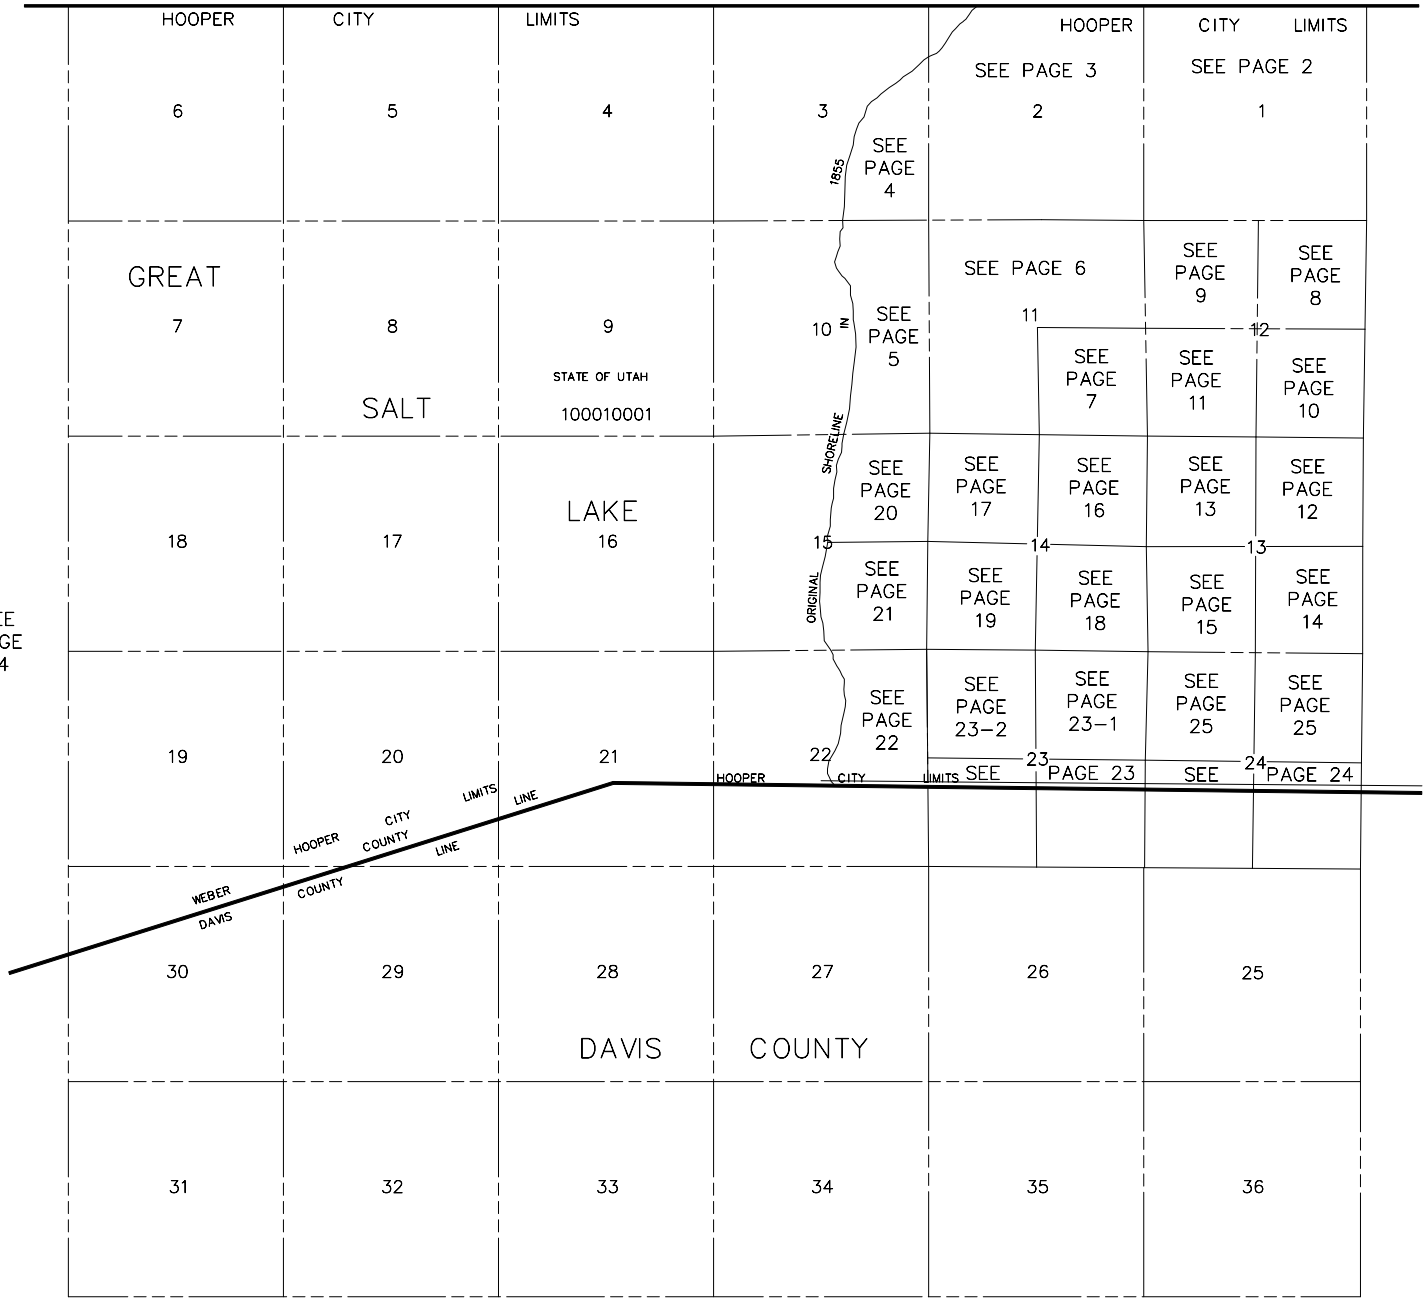 HOOPER CITY LIMITS
HOOPER CITY LIMITS
SEE PAGE 3
SEE PAGE 2
6
5
4
3
2
1
SEE
PAGE
4
1855
SEE PAGE 6
SEE
PAGE
9
SEE
PAGE
8
GREAT
7
8
9
10
IN
SEE
PAGE
5
11
12
STATE OF UTAH
100010001
SALT
SEE
PAGE
7
SEE
PAGE
11
SEE
PAGE
10
SHORELINE
LAKE
SEE
PAGE
20
SEE
PAGE
17
SEE
PAGE
16
SEE
PAGE
13
SEE
PAGE
12
18
17
16
15
14
13
ORIGINAL
SEE
PAGE
21
SEE
PAGE
19
SEE
PAGE
18
SEE
PAGE
15
SEE
PAGE
14
SEE
PAGE
22
SEE
PAGE
23-2
SEE
PAGE
23-1
SEE
PAGE
25
SEE
PAGE
25
19
20
21
22
23
24
HOOPER CITY LIMITS
SEE PAGE 23
SEE PAGE 24
HOOPER CITY LIMITS LINE
WEBER COUNTY LINE
DAVIS COUNTY
30
29
28
27
26
25
DAVIS COUNTY
31
32
33
34
35
36